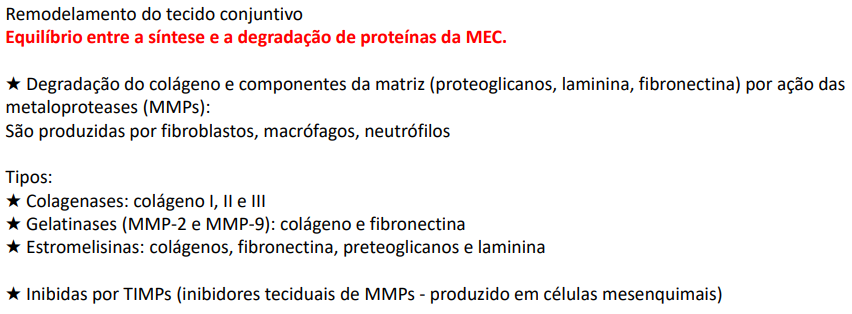 Remodelamento do tecido conjuntivo
Equilíbrio entre a síntese e a degradação de proteínas da MEC.
★ Degradação do colágeno e componentes da matriz (proteoglicanos, laminina, fibronectina) por ação das
metaloproteases (MMPs):
São produzidas por fibroblastos, macrófagos, neutrófilos
Tipos:
★ Colagenases: colágeno I, II e III
★ Gelatinases (MMP-2 e MMP-9): colágeno e fibronectina
★ Estromelisinas: colágenos, fibronectina, preteoglicanos e laminina
★ Inibidas por TIMPs (inibidores teciduais de MMPs - produzido em células mesenquimais)